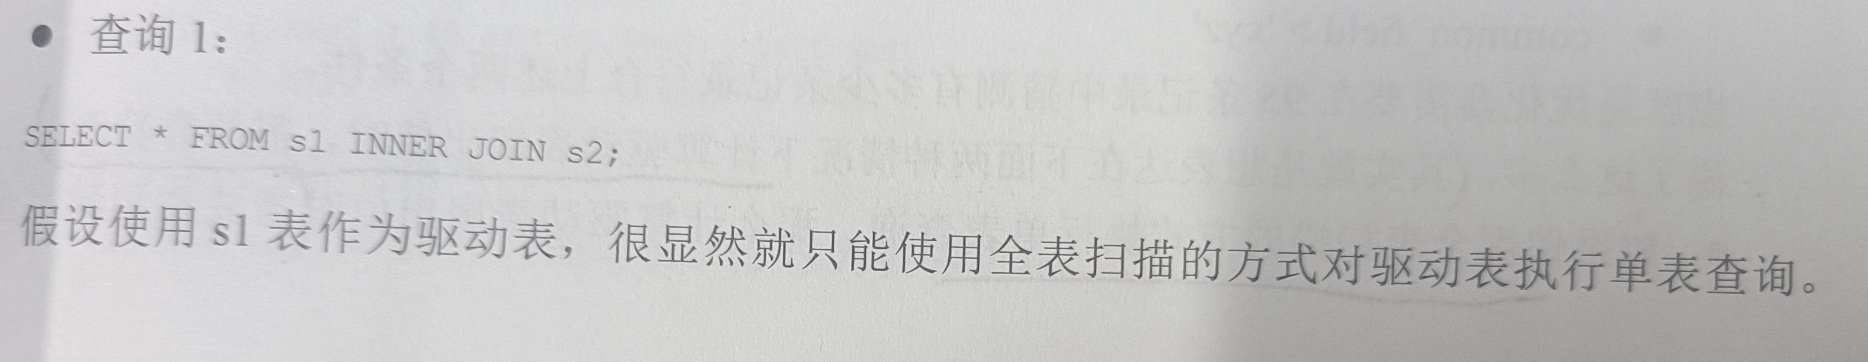 ● 查询 1：
SELECT * FROM s1 INNER JOIN s2;
假设使用 s1 表作为驱动表，很显然就只能使用全表扫描的方式对驱动表执行单表查询。